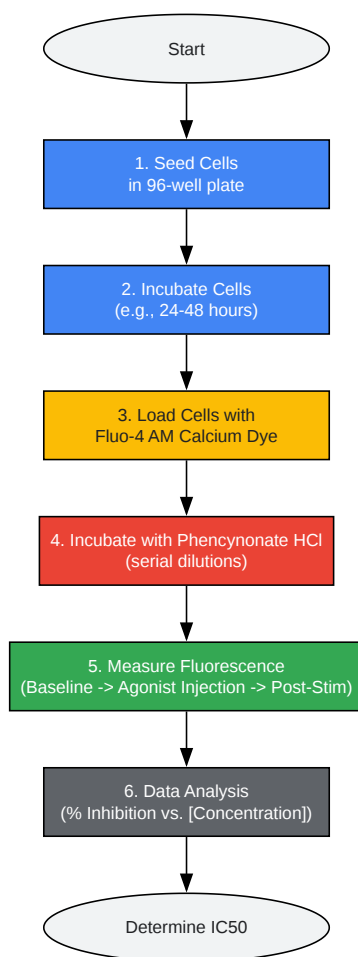 Start
1. Seed Cells
in 96-well plate
2. Incubate Cells
(e.g., 24-48 hours)
3. Load Cells with
Fluo-4 AM Calcium Dye
4. Incubate with Phencynonate HCl
(serial dilutions)
5. Measure Fluorescence
(Baseline -> Agonist Injection -> Post-Stim)
6. Data Analysis
(% Inhibition vs. [Concentration])
Determine IC50